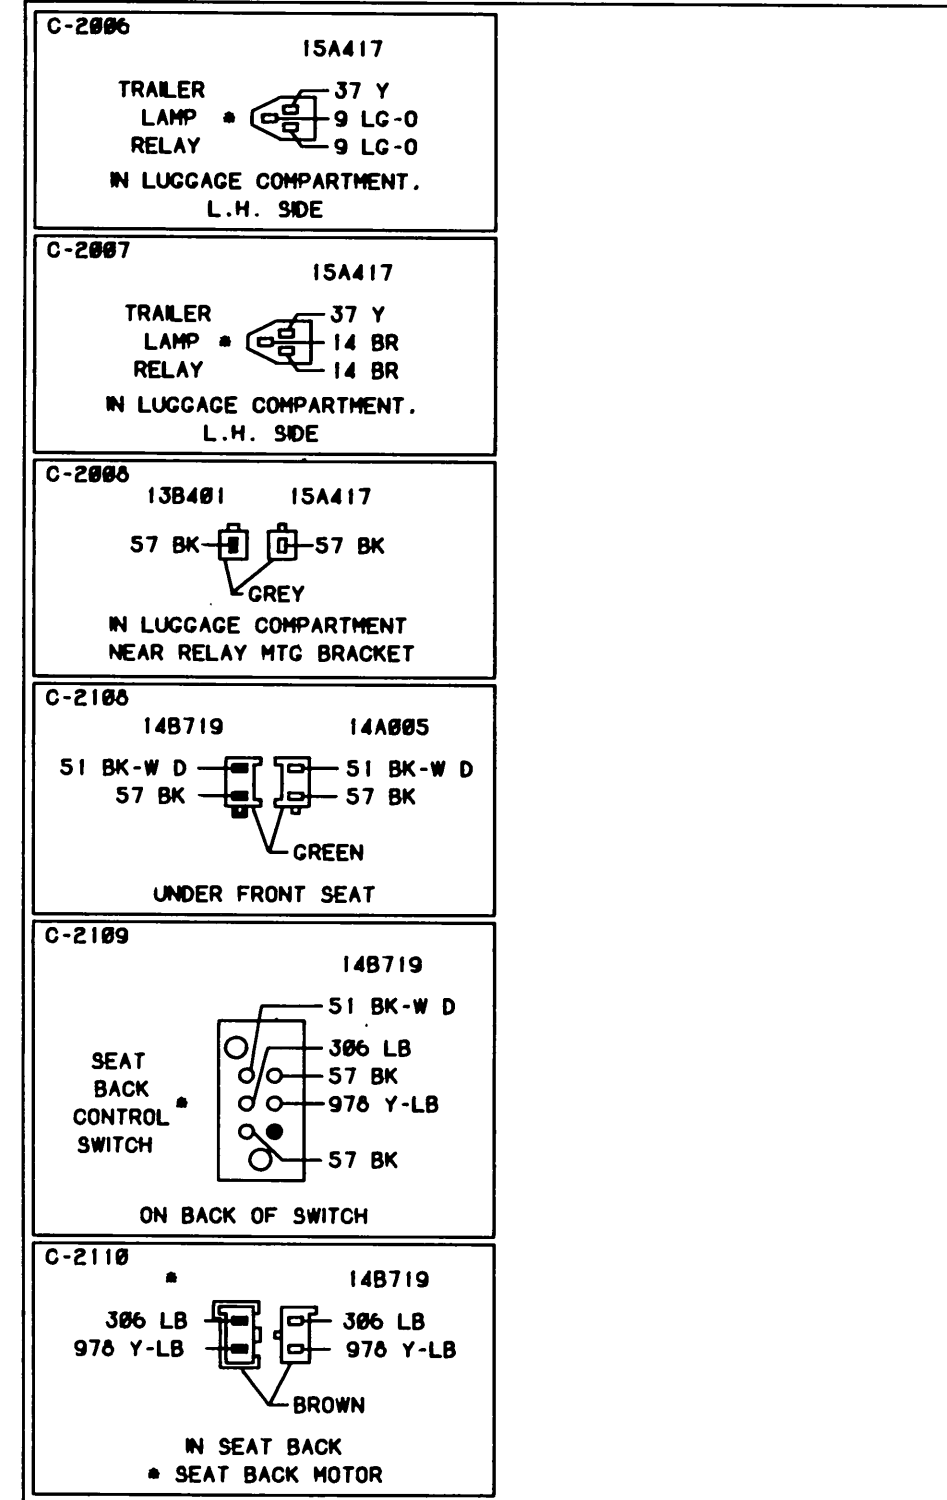 C-2006
15A417
TRAILER 37 Y
LAMP * 9 LG-O
RELAY 9 LG-O
IN LUGGAGE COMPARTMENT.
L.H. SIDE
C-2007
15A417
TRAILER 37 Y
LAMP * 14 BR
RELAY 14 BR
IN LUGGAGE COMPARTMENT.
L.H. SIDE
C-2008
13B401 15A417
57 BK 57 BK
GREY
IN LUGGAGE COMPARTMENT
NEAR RELAY MTG BRACKET
C-2108
14B719 14A005
51 BK-W D 51 BK-W D
57 BK 57 BK
GREEN
UNDER FRONT SEAT
C-2109
14B719
51 BK-W D
306 LB
SEAT 57 BK
BACK
978 Y-LB
CONTROL *
SWITCH
57 BK
ON BACK OF SWITCH
C-2110
* 14B719
306 LB 306 LB
978 Y-LB 978 Y-LB
BROWN
IN SEAT BACK
* SEAT BACK MOTOR